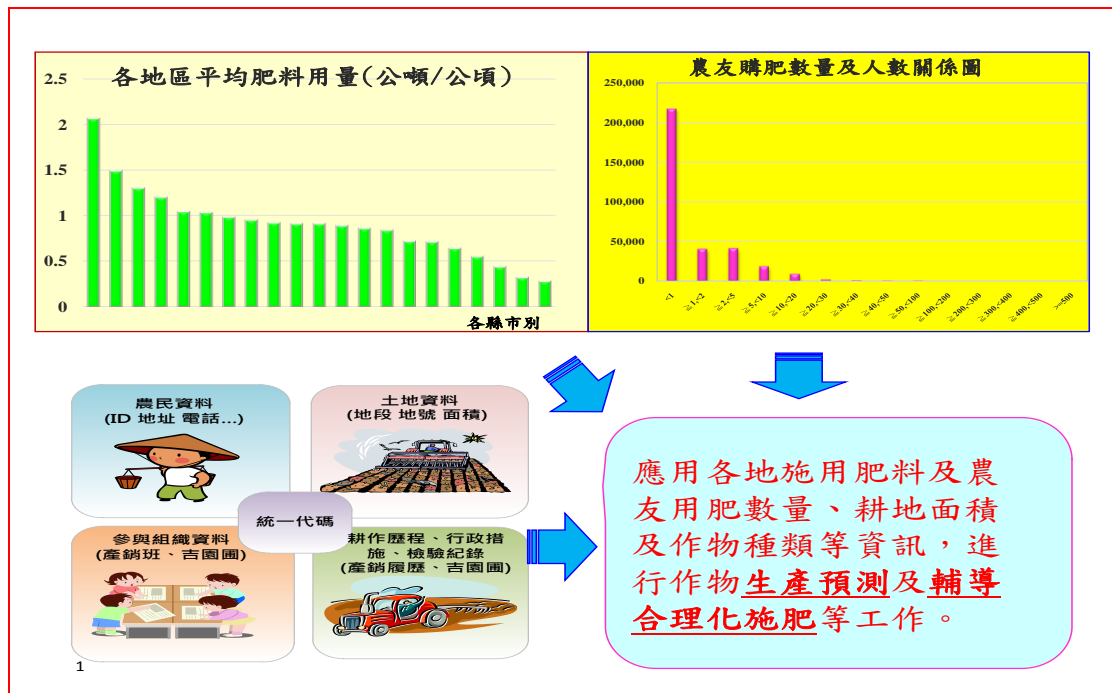 各地區平均肥料用量(公噸/公頃)
2.5
2
1.5
1
0.5
0
各縣市別
農友購肥數量及人數關係圖
250,000
200,000
150,000
100,000
50,000
0
<1
≧1,<2
≧2,<5
≧5,<10
≧10,<20
≧20,<30
≧30,<40
≧40,<50
≧50,<100
≧100,<200
≧200,<300
≧300,<400
≧400,<500
>=500
農民資料
(ID 地址 電話...)
土地資料
(地段 地號 面積)
統一代碼
參與組織資料
(產銷班、吉園圃)
耕作歷程、行政措
施、檢驗紀錄
(產銷履歷、吉園圃)
應用各地施用肥料及農
友用肥數量、耕地面積
及作物種類等資訊，進
行作物生產預測及輔導
合理化施肥等工作。
1